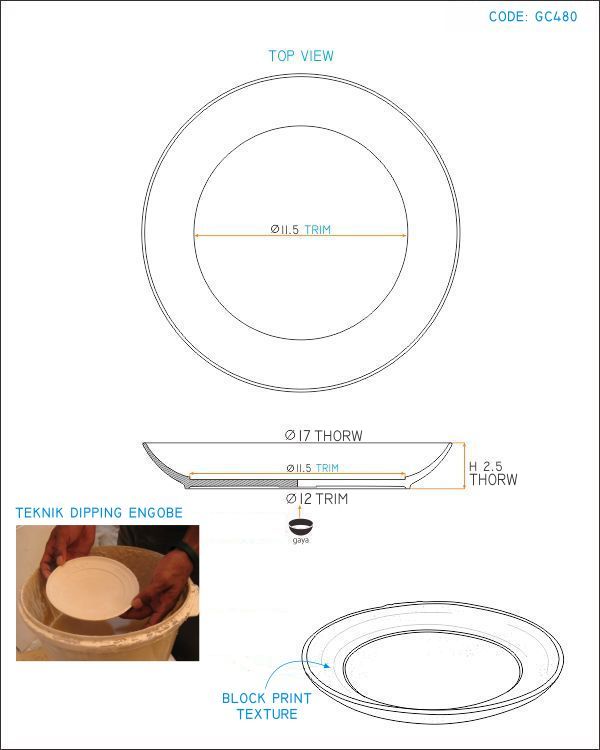 CODE: GC480
TOP VIEW
Ø11.5 TRIM
Ø17 THORW
Ø11.5 TRIM
H 2.5
THORW
Ø12 TRIM
gaya
TEKNIK DIPPING ENGOBE
BLOCK PRINT
TEXTURE